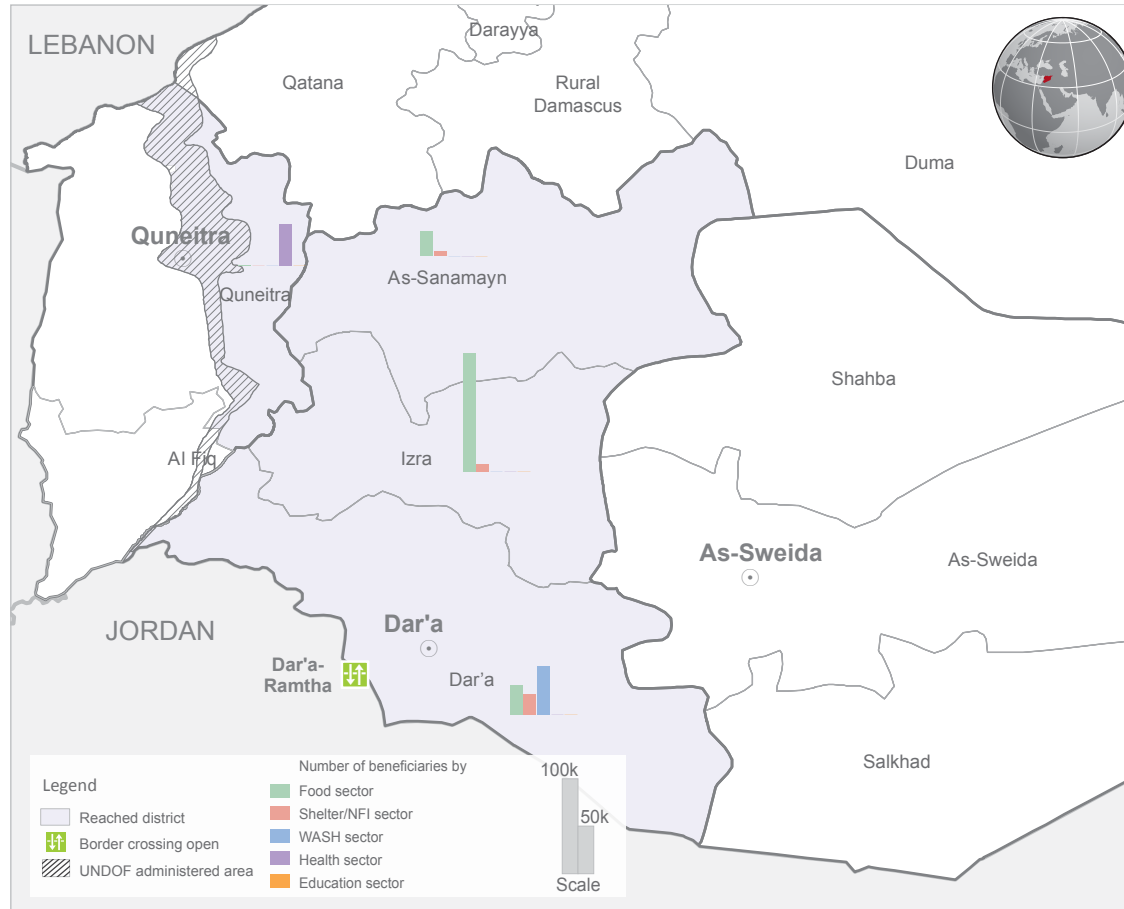 LEBANON
Darayya
Qatana
Rural
Damascus
Duma
Quneitra
Quneitra
As-Sanamayn
Shahba
Al Fiq
Izra
As-Sweida
As-Sweida
JORDAN
Dar'a
Dar'a-
Ramtha
Dar’a
Salkhad
Legend
Reached district
Border crossing open
UNDOF administered area
Number of beneficiaries by
Food sector
Shelter/NFI sector
WASH sector
Health sector
Education sector
100k
50k
Scale